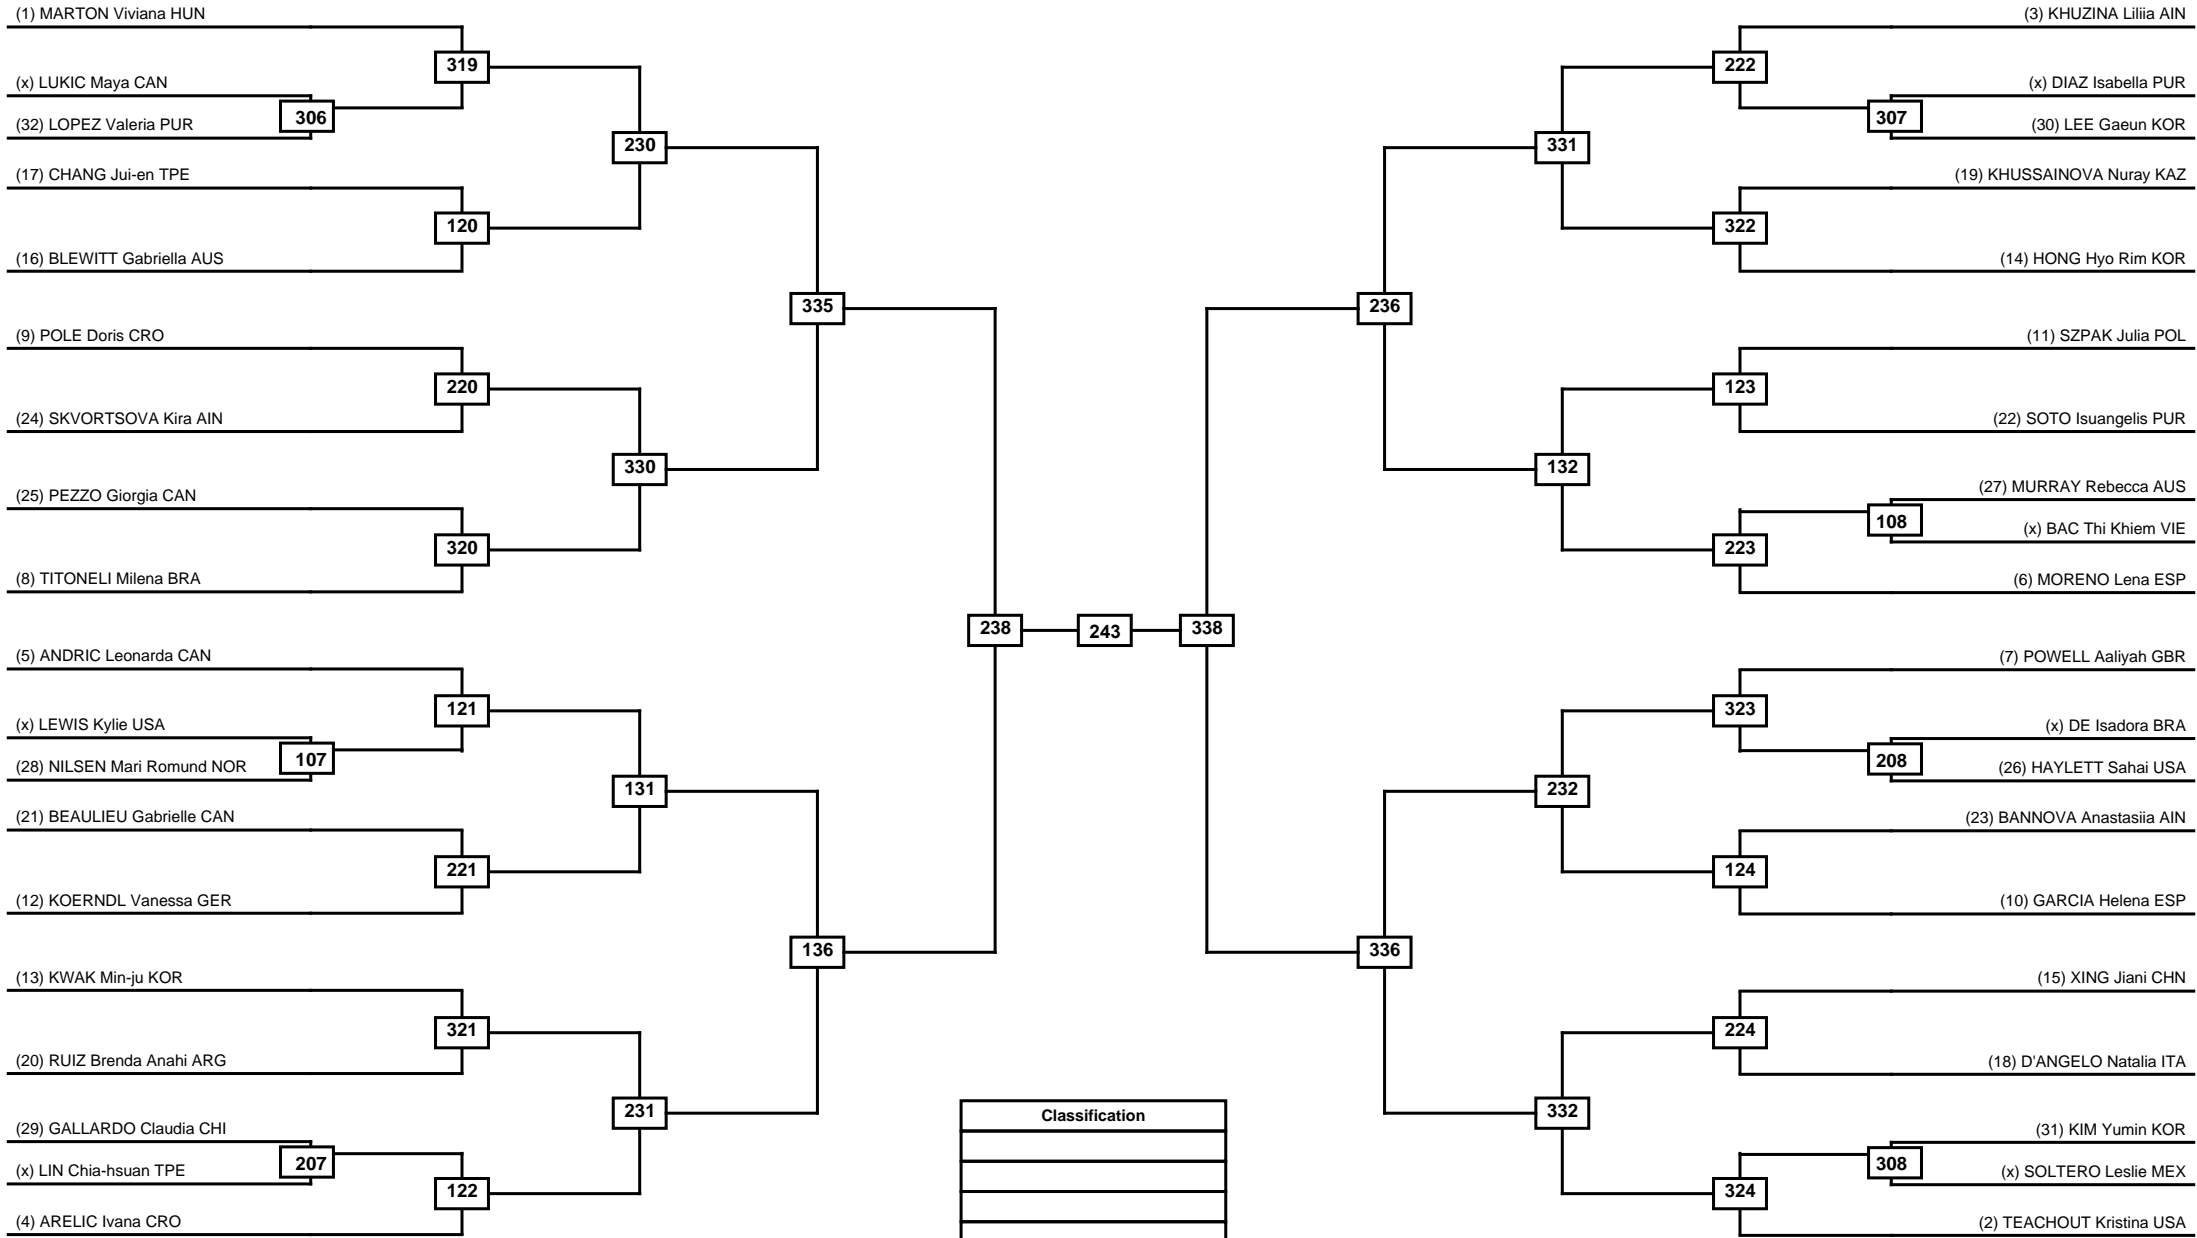 (1) MARTON Viviana HUN
319
(x) LUKIC Maya CAN
306
(32) LOPEZ Valeria PUR
230
(17) CHANG Jui-en TPE
120
(16) BLEWITT Gabriella AUS
335
(9) POLE Doris CRO
220
(24) SKVORTSOVA Kira AIN
330
(25) PEZZO Giorgia CAN
320
(8) TITONELI Milena BRA
238
243
338
(5) ANDRIC Leonarda CAN
121
(x) LEWIS Kylie USA
107
(28) NILSEN Mari Romund NOR
131
(21) BEAULIEU Gabrielle CAN
221
(12) KOERNDL Vanessa GER
136
(13) KWAK Min-ju KOR
321
(20) RUIZ Brenda Anahi ARG
231
(29) GALLARDO Claudia CHI
207
(x) LIN Chia-hsuan TPE
122
(4) ARELIC Ivana CRO
Classification
(3) KHUZINA Liliia AIN
222
(x) DIAZ Isabella PUR
307
(30) LEE Gaeun KOR
331
(19) KHUSSAINOVA Nuray KAZ
322
(14) HONG Hyo Rim KOR
236
(11) SZPAK Julia POL
123
(22) SOTO Isuangelis PUR
132
(27) MURRAY Rebecca AUS
108
(x) BAC Thi Khiem VIE
223
(6) MORENO Lena ESP
(7) POWELL Aaliyah GBR
323
(x) DE Isadora BRA
208
(26) HAYLETT Sahai USA
232
(23) BANNOVA Anastasiia AIN
124
(10) GARCIA Helena ESP
336
(15) XING Jiani CHN
224
(18) D'ANGELO Natalia ITA
332
(31) KIM Yumin KOR
308
(x) SOLTERO Leslie MEX
324
(2) TEACHOUT Kristina USA